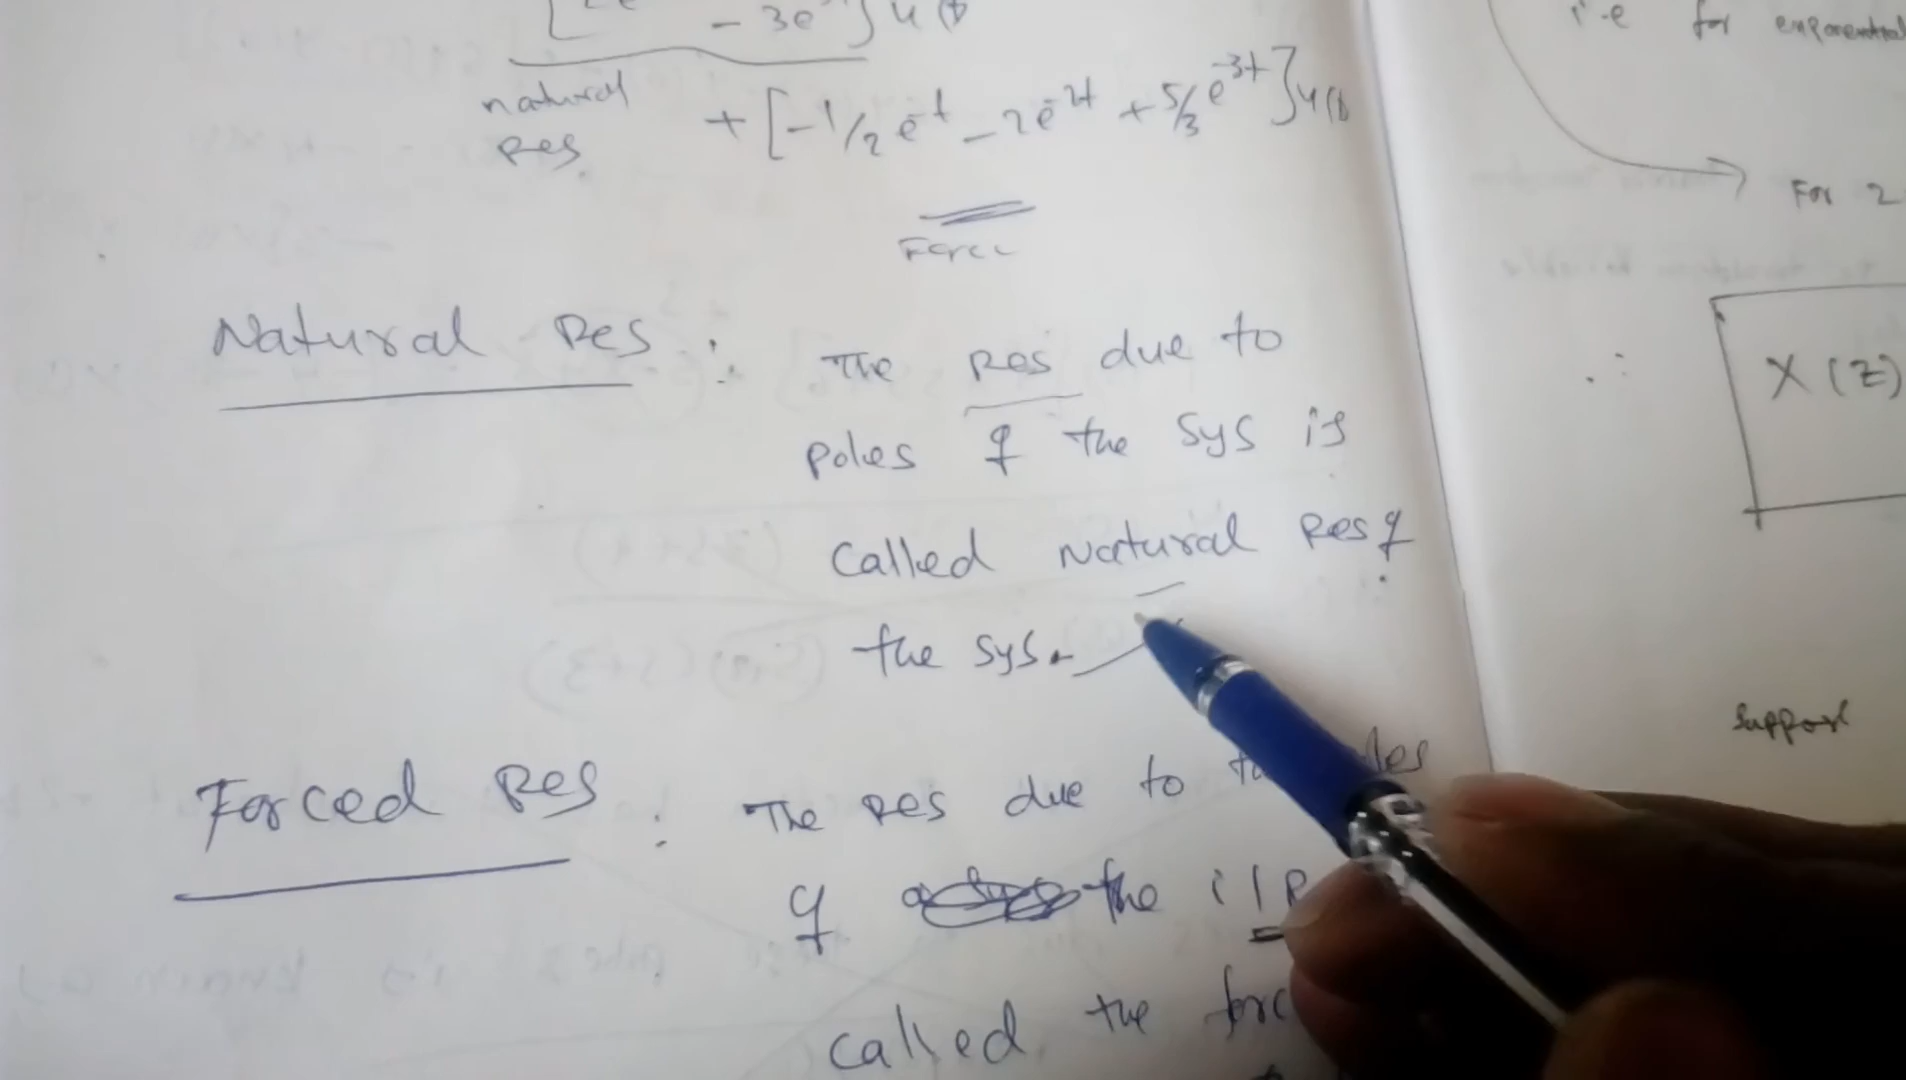 - 3e ] u(t)
natural
Res
+ [-1/2 e^-t - 2e^-2t + 5/3 e^-3t] u(t)
Force
Natural Res : The Res due to
poles of the sys is
called Natural Res of
the sys.
Forced Res : The Res due to
of the i/p
called the forc
i.e for exponential
For 2
X(Z)
Support